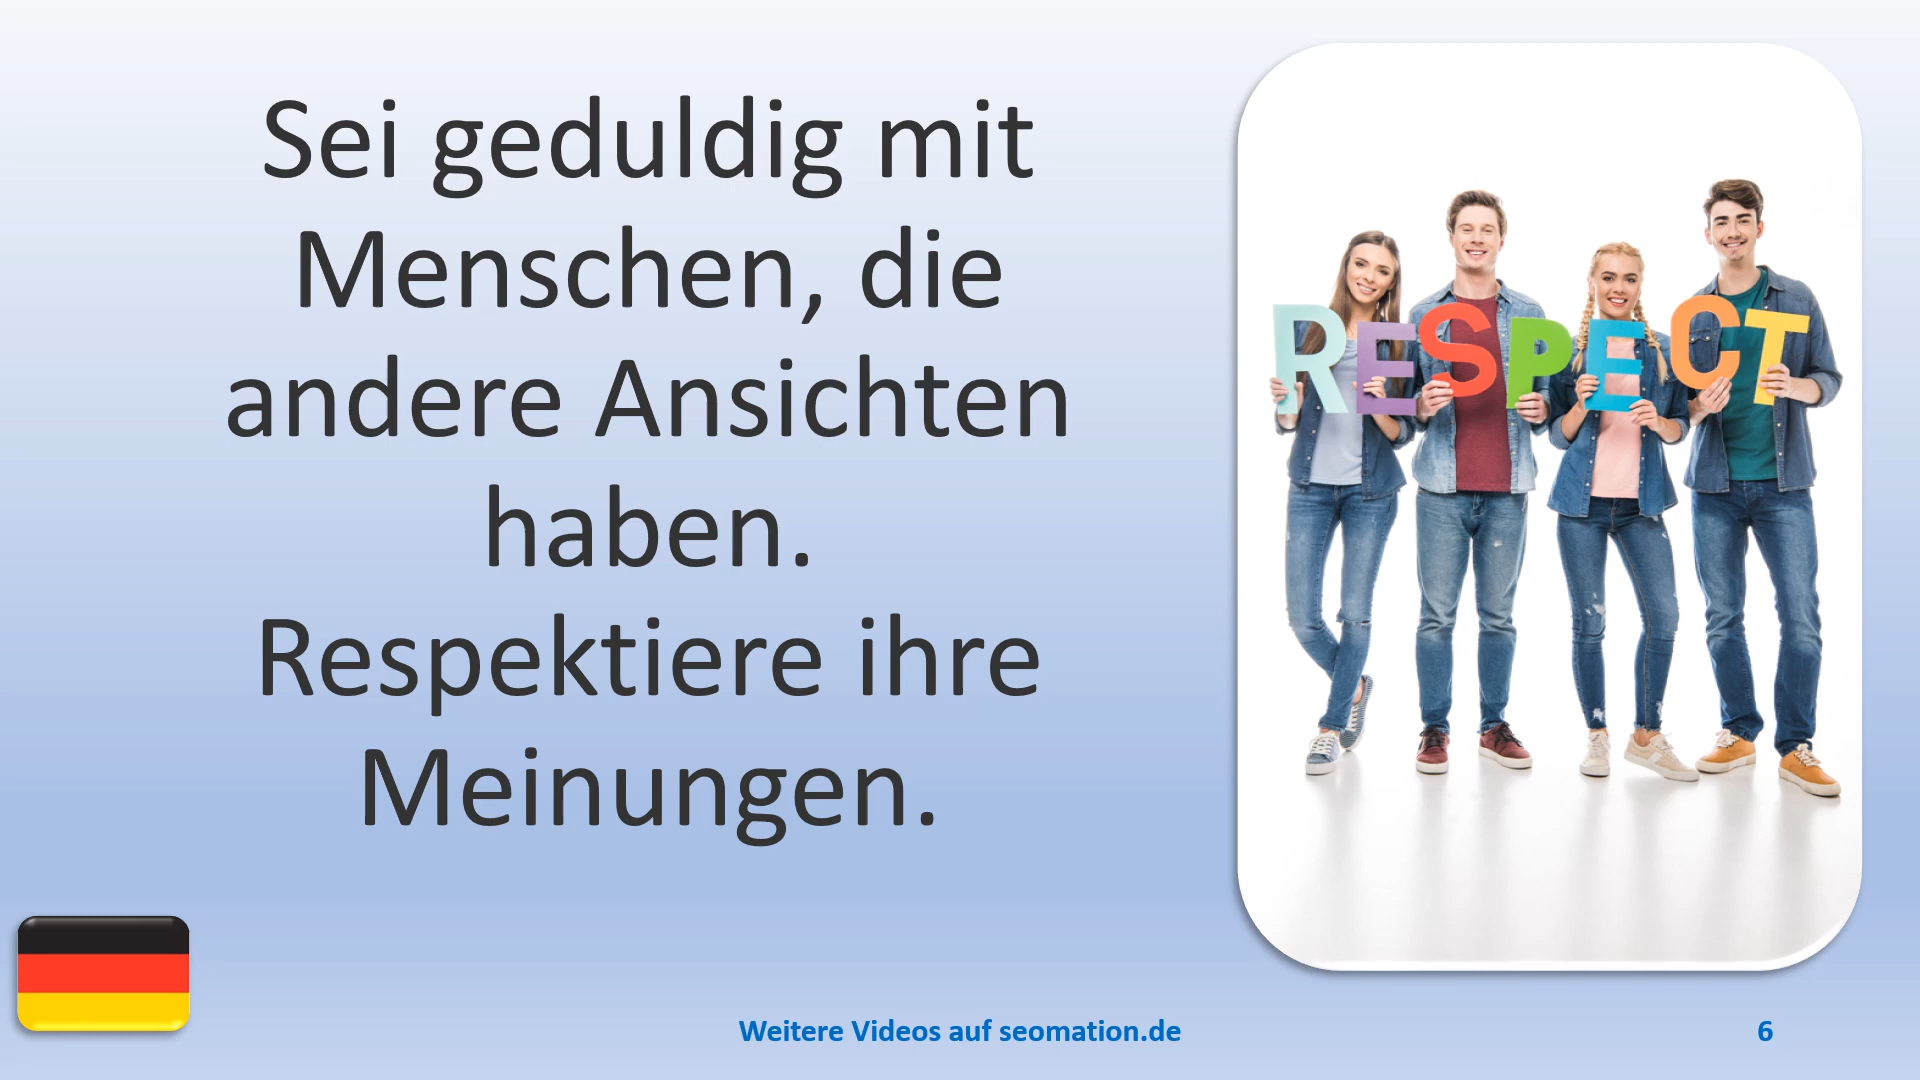 Sei geduldig mit
Menschen, die
andere Ansichten
haben.
Respektiere ihre
Meinungen.
RESPECT
Weitere Videos auf seomation.de
6